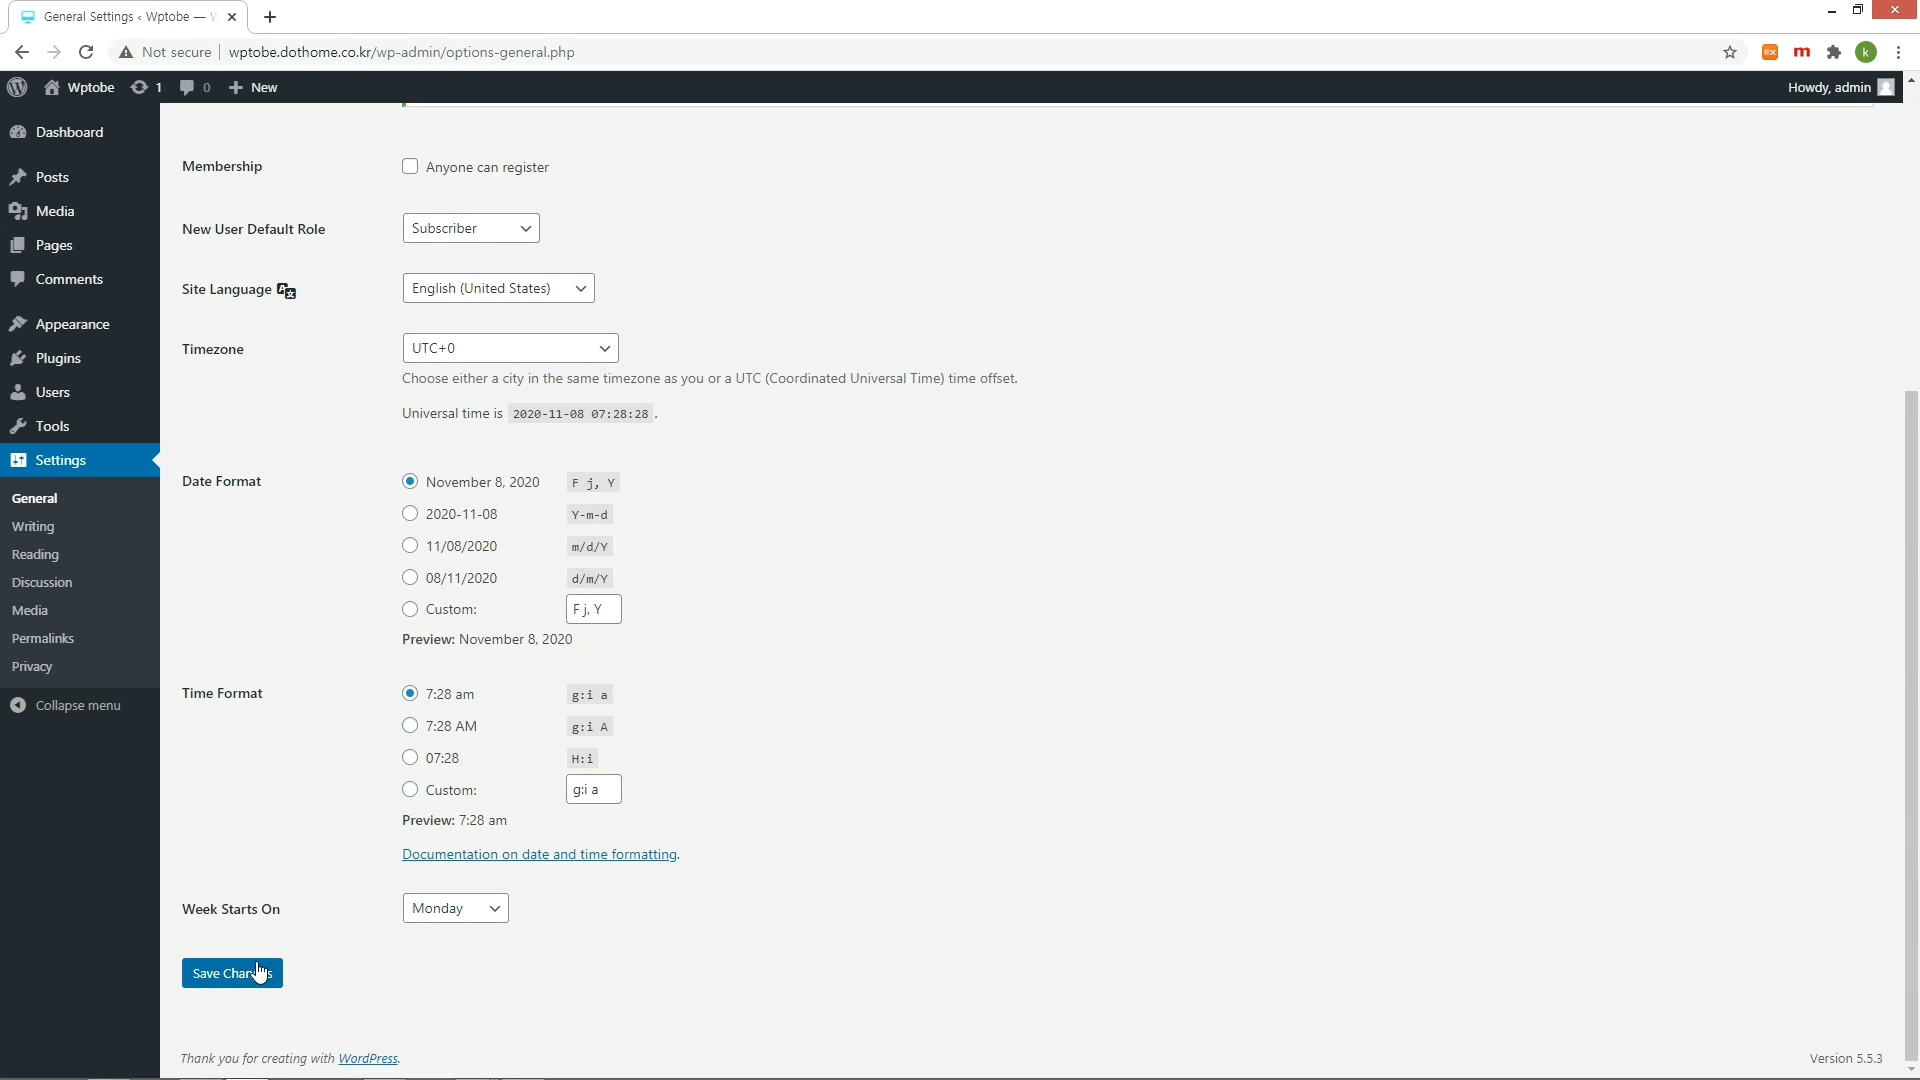 General Settings ‹ Wptobe —
Not secure
wptobe.dothome.co.kr/wp-admin/options-general.php
ex
m
k
Wptobe
1
0
New
Howdy, admin
Dashboard
Posts
Media
Pages
Comments
Appearance
Plugins
Users
Tools
Settings
General
Writing
Reading
Discussion
Media
Permalinks
Privacy
Collapse menu
Membership
Anyone can register
New User Default Role
Subscriber
Site Language
English (United States)
Timezone
UTC+0
Choose either a city in the same timezone as you or a UTC (Coordinated Universal Time) time offset.
Universal time is 2020-11-08 07:28:28 .
Date Format
November 8, 2020 F j, Y
2020-11-08 Y-m-d
11/08/2020 m/d/Y
08/11/2020 d/m/Y
Custom: F j, Y
Preview: November 8, 2020
Time Format
7:28 am g:i a
7:28 AM g:i A
07:28 H:i
Custom: g:i a
Preview: 7:28 am
Documentation on date and time formatting.
Week Starts On
Monday
Save Changes
Thank you for creating with WordPress.
Version 5.5.3